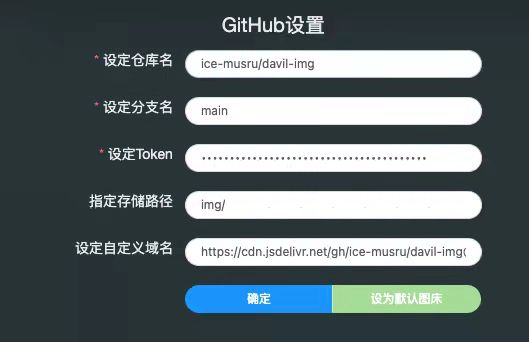 GitHub设置
* 设定仓库名 ice-musru/davil-img
* 设定分支名 main
* 设定Token ••••••••••••••••••••••••••••••••••••••••
指定存储路径 img/
设定自定义域名 https://cdn.jsdelivr.net/gh/ice-musru/davil-img
确定 设为默认图床